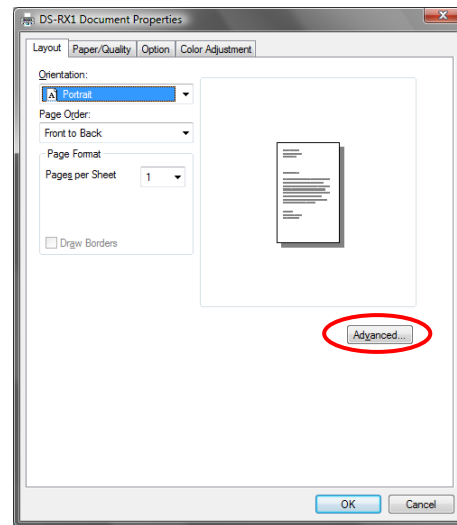 DS-RX1 Document Properties
Layout Paper/Quality Option Color Adjustment
Orientation:
A Portrait
Page Order:
Front to Back
Page Format
Pages per Sheet 1
Draw Borders
Advanced...
OK Cancel